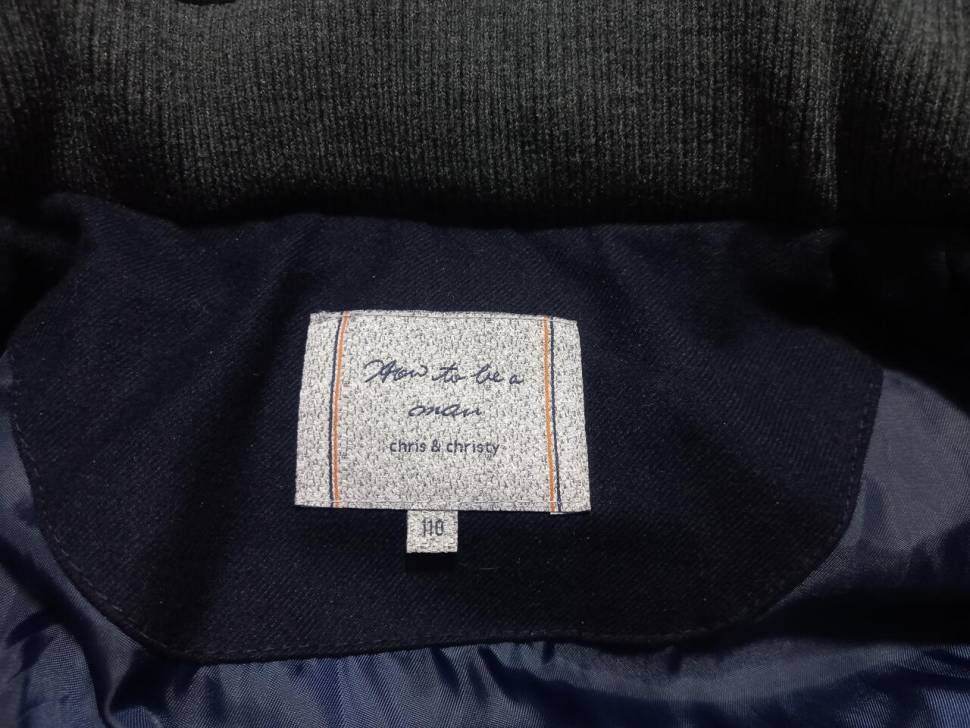 How to be a
man
chris & christy
110